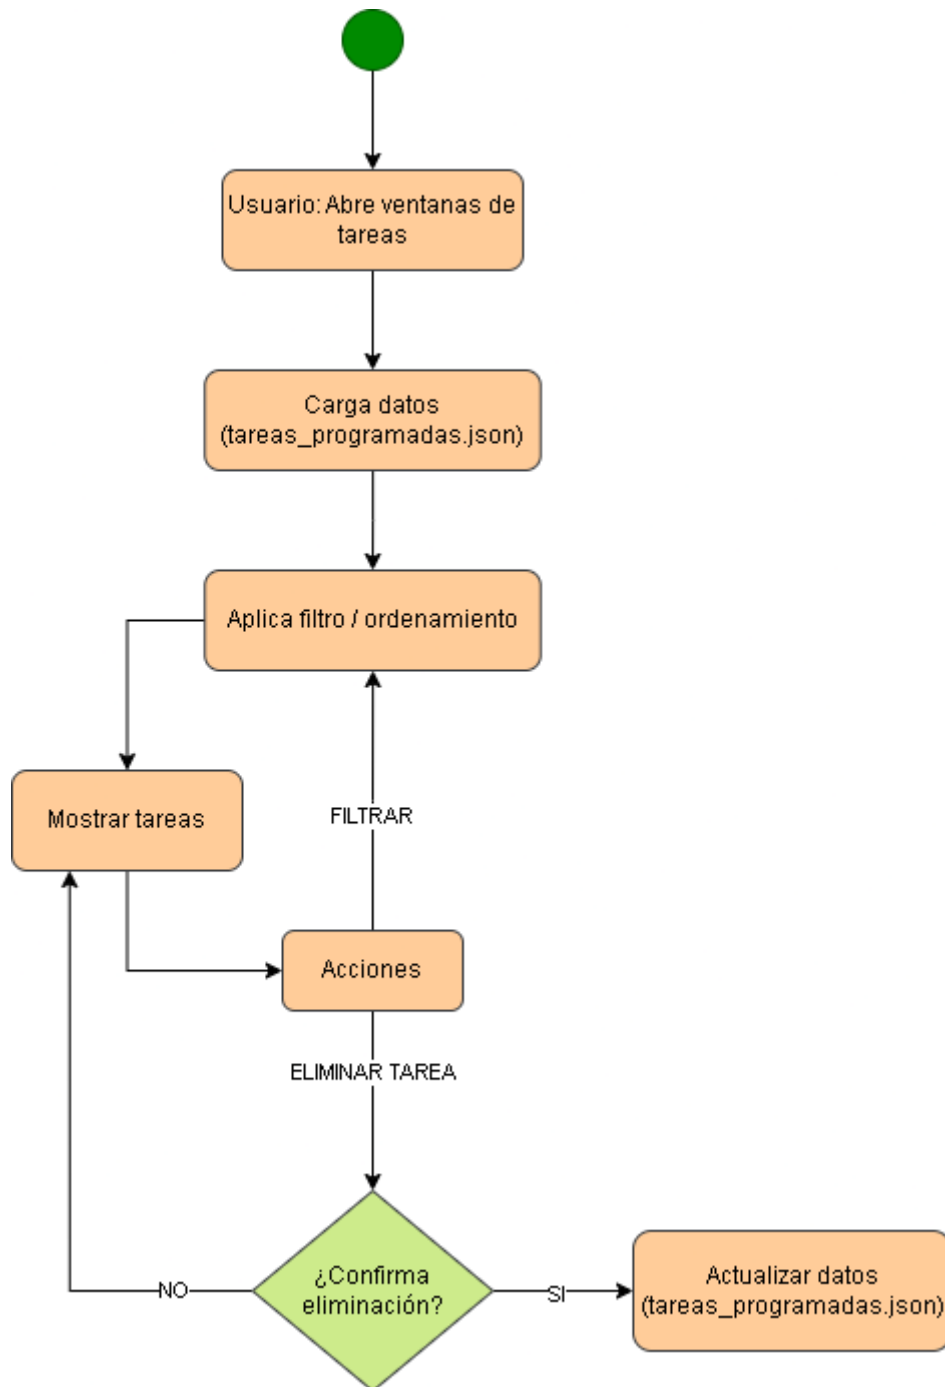 Usuario: Abre ventanas de
tareas
Carga datos
(tareas_programadas.json)
Aplica filtro / ordenamiento
Mostrar tareas
FILTRAR
Acciones
ELIMINAR TAREA
¿Confirma
eliminación?
NO
SI
Actualizar datos
(tareas_programadas.json)